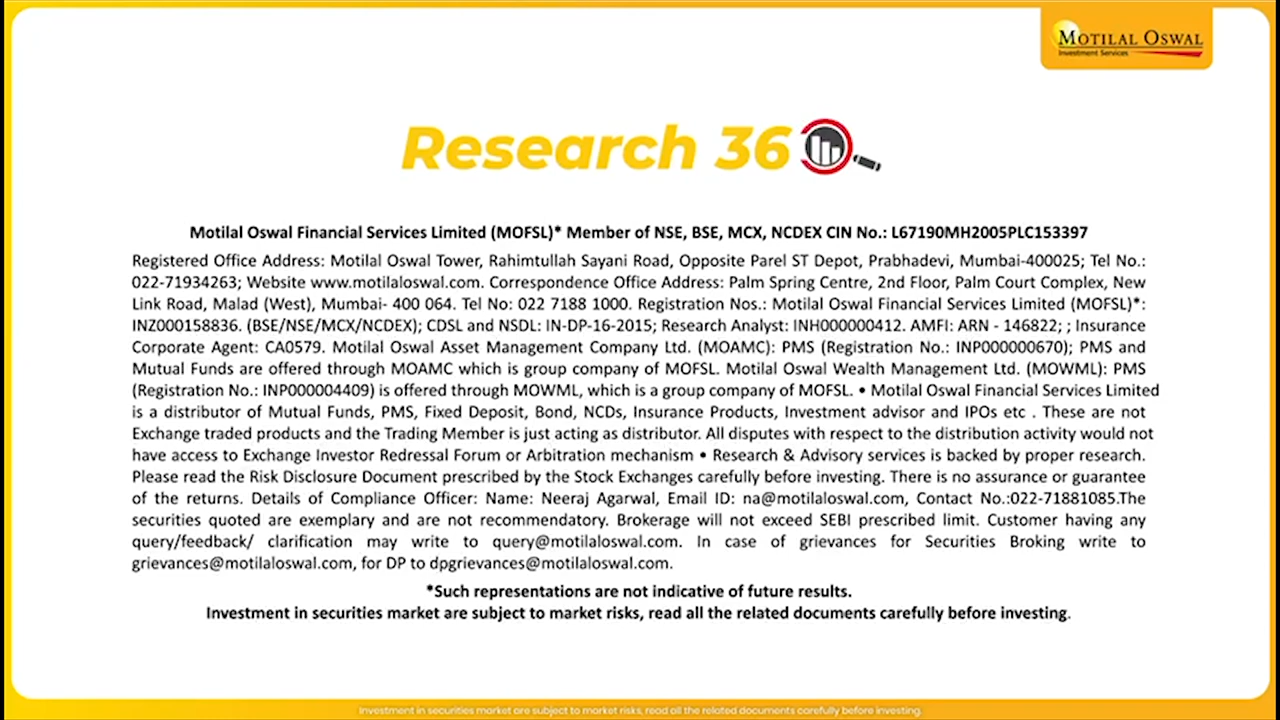 MOTILAL OSWAL
Investment Services
Research 36
Motilal Oswal Financial Services Limited (MOFSL)* Member of NSE, BSE, MCX, NCDEX CIN No.: L67190MH2005PLC153397
Registered Office Address: Motilal Oswal Tower, Rahimtullah Sayani Road, Opposite Parel ST Depot, Prabhadevi, Mumbai-400025; Tel No.:
022-71934263; Website www.motilaloswal.com. Correspondence Office Address: Palm Spring Centre, 2nd Floor, Palm Court Complex, New
Link Road, Malad (West), Mumbai- 400 064. Tel No: 022 7188 1000. Registration Nos.: Motilal Oswal Financial Services Limited (MOFSL)*:
INZ000158836. (BSE/NSE/MCX/NCDEX); CDSL and NSDL: IN-DP-16-2015; Research Analyst: INH000000412. AMFI: ARN - 146822; ; Insurance
Corporate Agent: CA0579. Motilal Oswal Asset Management Company Ltd. (MOAMC): PMS (Registration No.: INP000000670); PMS and
Mutual Funds are offered through MOAMC which is group company of MOFSL. Motilal Oswal Wealth Management Ltd. (MOWML): PMS
(Registration No.: INP000004409) is offered through MOWML, which is a group company of MOFSL. • Motilal Oswal Financial Services Limited
is a distributor of Mutual Funds, PMS, Fixed Deposit, Bond, NCDs, Insurance Products, Investment advisor and IPOs etc . These are not
Exchange traded products and the Trading Member is just acting as distributor. All disputes with respect to the distribution activity would not
have access to Exchange Investor Redressal Forum or Arbitration mechanism • Research & Advisory services is backed by proper research.
Please read the Risk Disclosure Document prescribed by the Stock Exchanges carefully before investing. There is no assurance or guarantee
of the returns. Details of Compliance Officer: Name: Neeraj Agarwal, Email ID: na@motilaloswal.com, Contact No.:022-71881085.The
securities quoted are exemplary and are not recommendatory. Brokerage will not exceed SEBI prescribed limit. Customer having any
query/feedback/ clarification may write to query@motilaloswal.com. In case of grievances for Securities Broking write to
grievances@motilaloswal.com, for DP to dpgrievances@motilaloswal.com.
*Such representations are not indicative of future results.
Investment in securities market are subject to market risks, read all the related documents carefully before investing.
Investment in securities market are subject to market risks, read all the related documents carefully before investing.